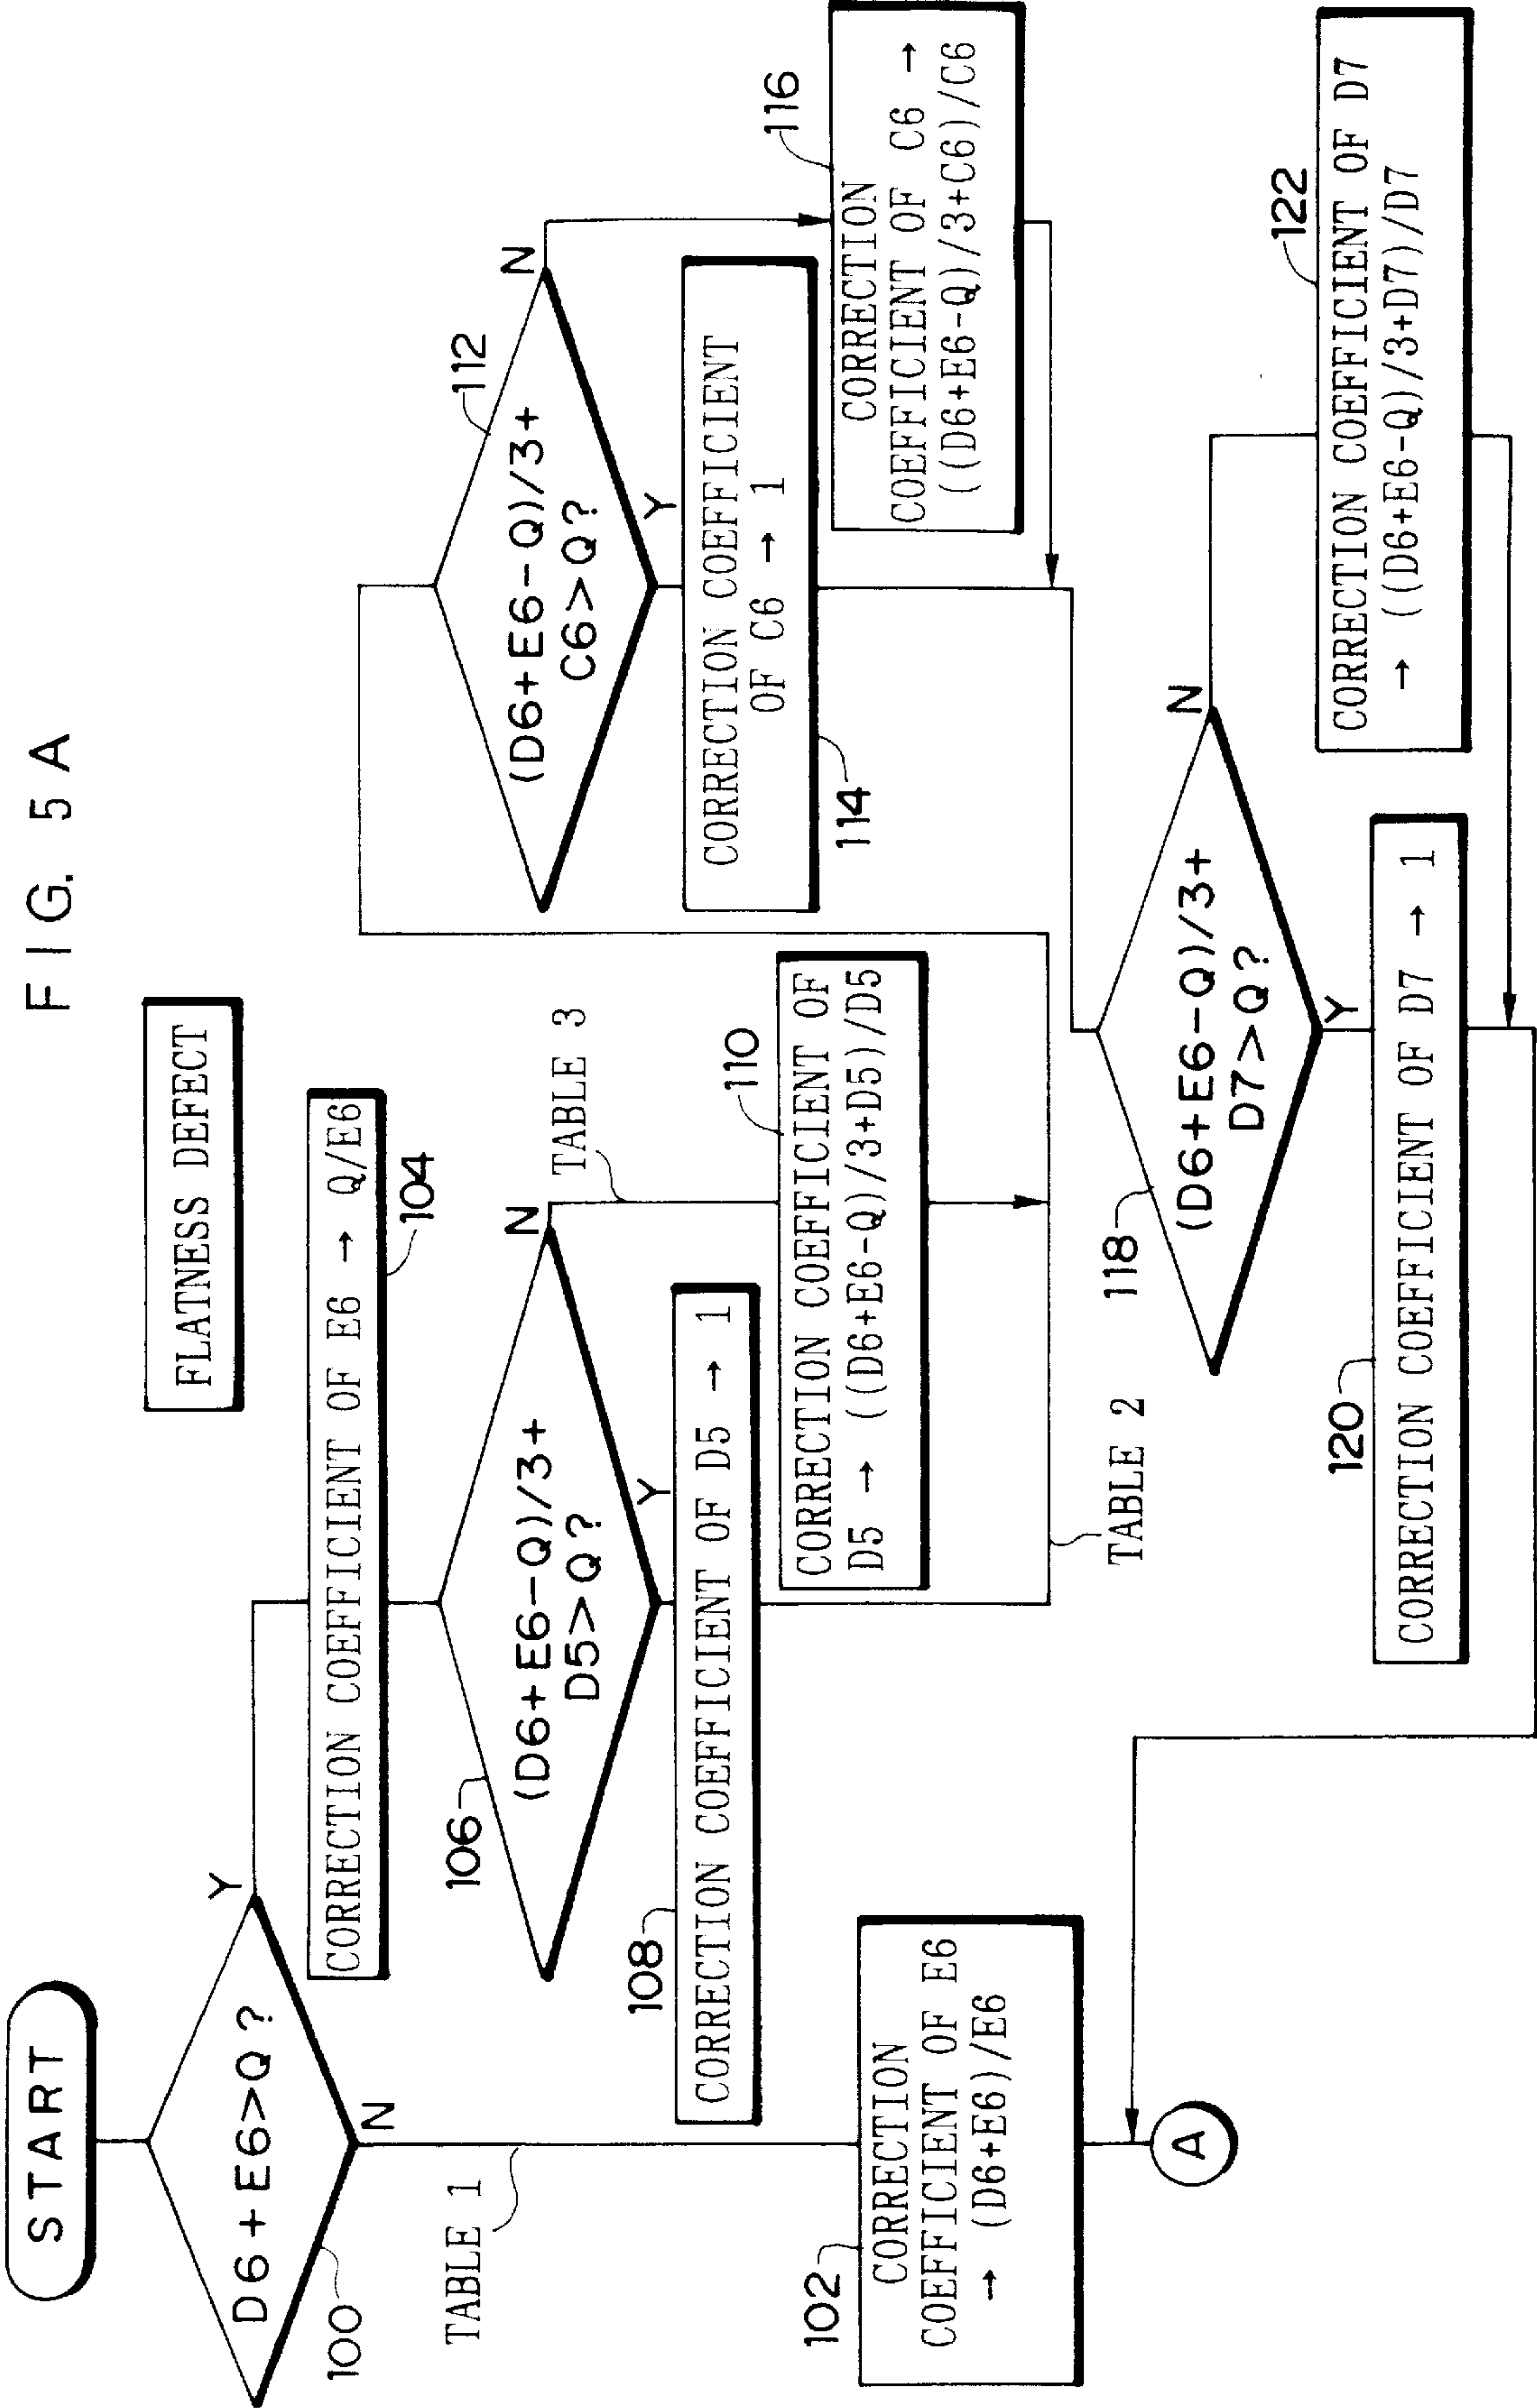 FIG. 5A
FLATNESS DEFECT
START
D6+E6>Q?
100
Y
N
TABLE 1
102
CORRECTION
COEFFICIENT OF E6
→ (D6+E6)/E6
A
CORRECTION COEFFICIENT OF E6 → Q/E6
104
106
(D6+E6-Q)/3+
D5>Q?
N
Y
TABLE 3
108
CORRECTION COEFFICIENT OF D5 → 1
110
CORRECTION COEFFICIENT OF
D5 → ((D6+E6-Q)/3+D5)/D5
TABLE 2
112
(D6+E6-Q)/3+
C6>Q?
N
Y
CORRECTION COEFFICIENT
OF C6 → 1
114
116
CORRECTION
COEFFICIENT OF C6 →
((D6+E6-Q)/3+C6)/C6
118
(D6+E6-Q)/3+
D7>Q?
N
Y
120
CORRECTION COEFFICIENT OF D7 → 1
122
CORRECTION COEFFICIENT OF D7
→ ((D6+E6-Q)/3+D7)/D7